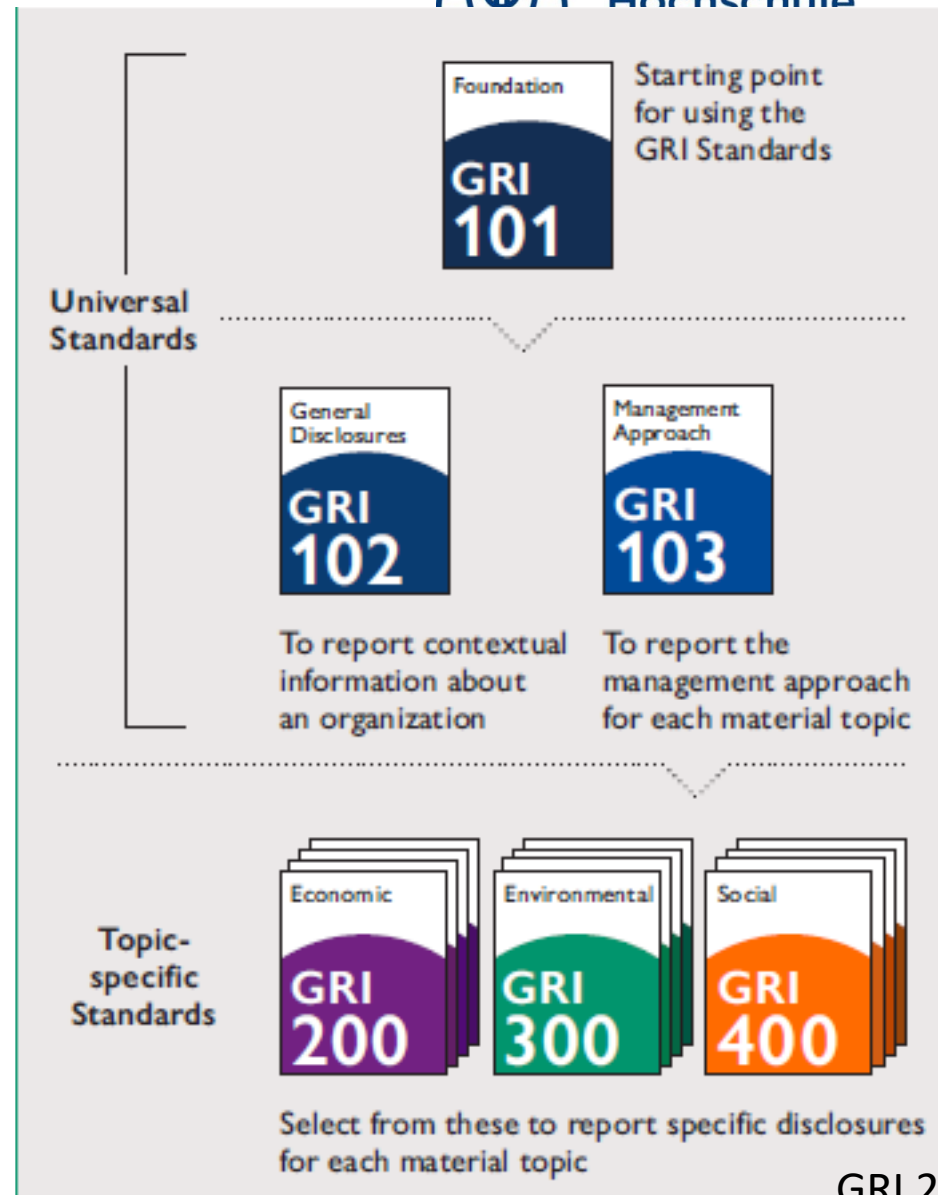 Hochschule
Foundation
GRI
101
Starting point
for using the
GRI Standards
Universal
Standards
General
Disclosures
GRI
102
Management
Approach
GRI
103
To report contextual
information about
an organization
To report the
management approach
for each material topic
Topic-
specific
Standards
Economic
GRI
200
Environmental
GRI
300
Social
GRI
400
Select from these to report specific disclosures
for each material topic
GRI 2